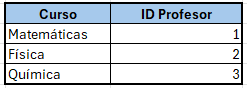 Curso ID Profesor
Matemáticas 1
Física 2
Química 3